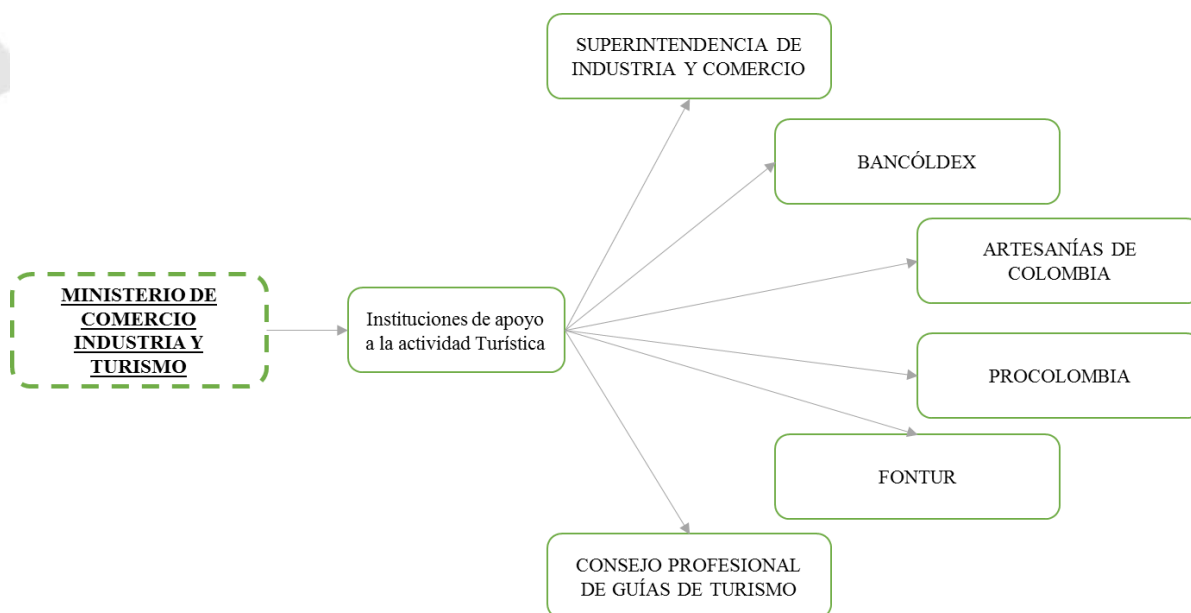 SUPERINTENDENCIA DE
INDUSTRIA Y COMERCIO
BANCÓLDEX
ARTESANÍAS DE
COLOMBIA
MINISTERIO DE
COMERCIO
INDUSTRIA Y
TURISMO
Instituciones de apoyo
a la actividad Turística
PROCOLOMBIA
FONTUR
CONSEJO PROFESIONAL
DE GUÍAS DE TURISMO